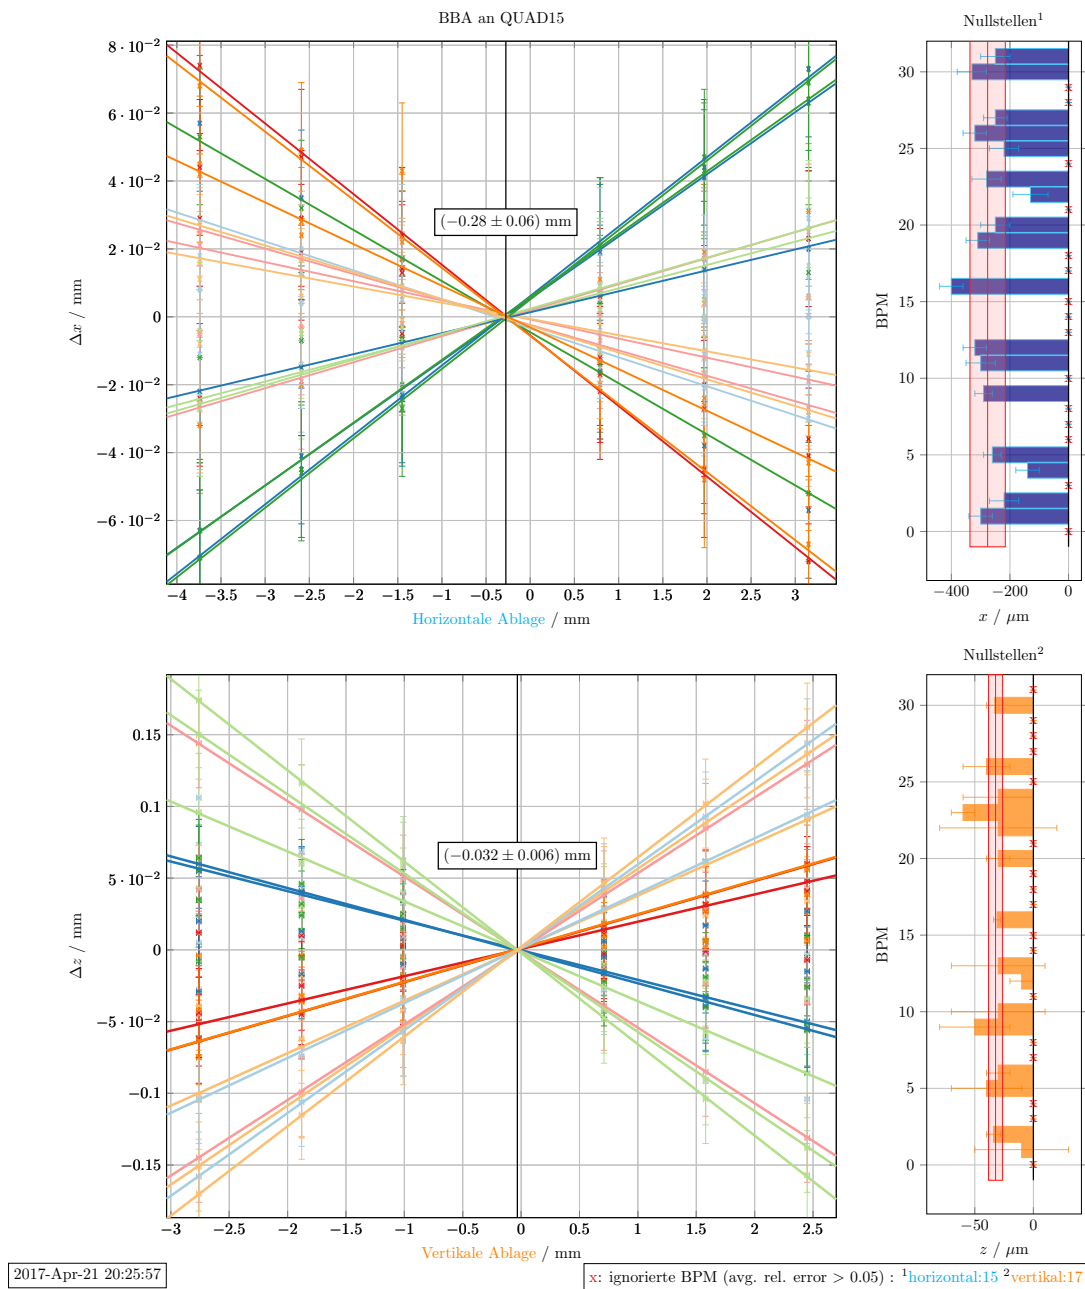 BBA an QUAD15
Nullstellen¹
8 · 10⁻²
6 · 10⁻²
4 · 10⁻²
2 · 10⁻²
0
−2 · 10⁻²
−4 · 10⁻²
−6 · 10⁻²
Δx / mm
(−0.28 ± 0.06) mm
−4 −3.5 −3 −2.5 −2 −1.5 −1 −0.5 0 0.5 1 1.5 2 2.5 3
Horizontale Ablage / mm
30
25
20
15
10
5
0
BPM
−400 −200 0
x / μm
Nullstellen²
0.15
0.1
5 · 10⁻²
0
−5 · 10⁻²
−0.1
−0.15
Δz / mm
(−0.032 ± 0.006) mm
−3 −2.5 −2 −1.5 −1 −0.5 0 0.5 1 1.5 2 2.5
Vertikale Ablage / mm
30
25
20
15
10
5
0
BPM
−50 0
z / μm
2017-Apr-21 20:25:57
x: ignorierte BPM (avg. rel. error > 0.05) : ¹horizontal:15 ²vertikal:17